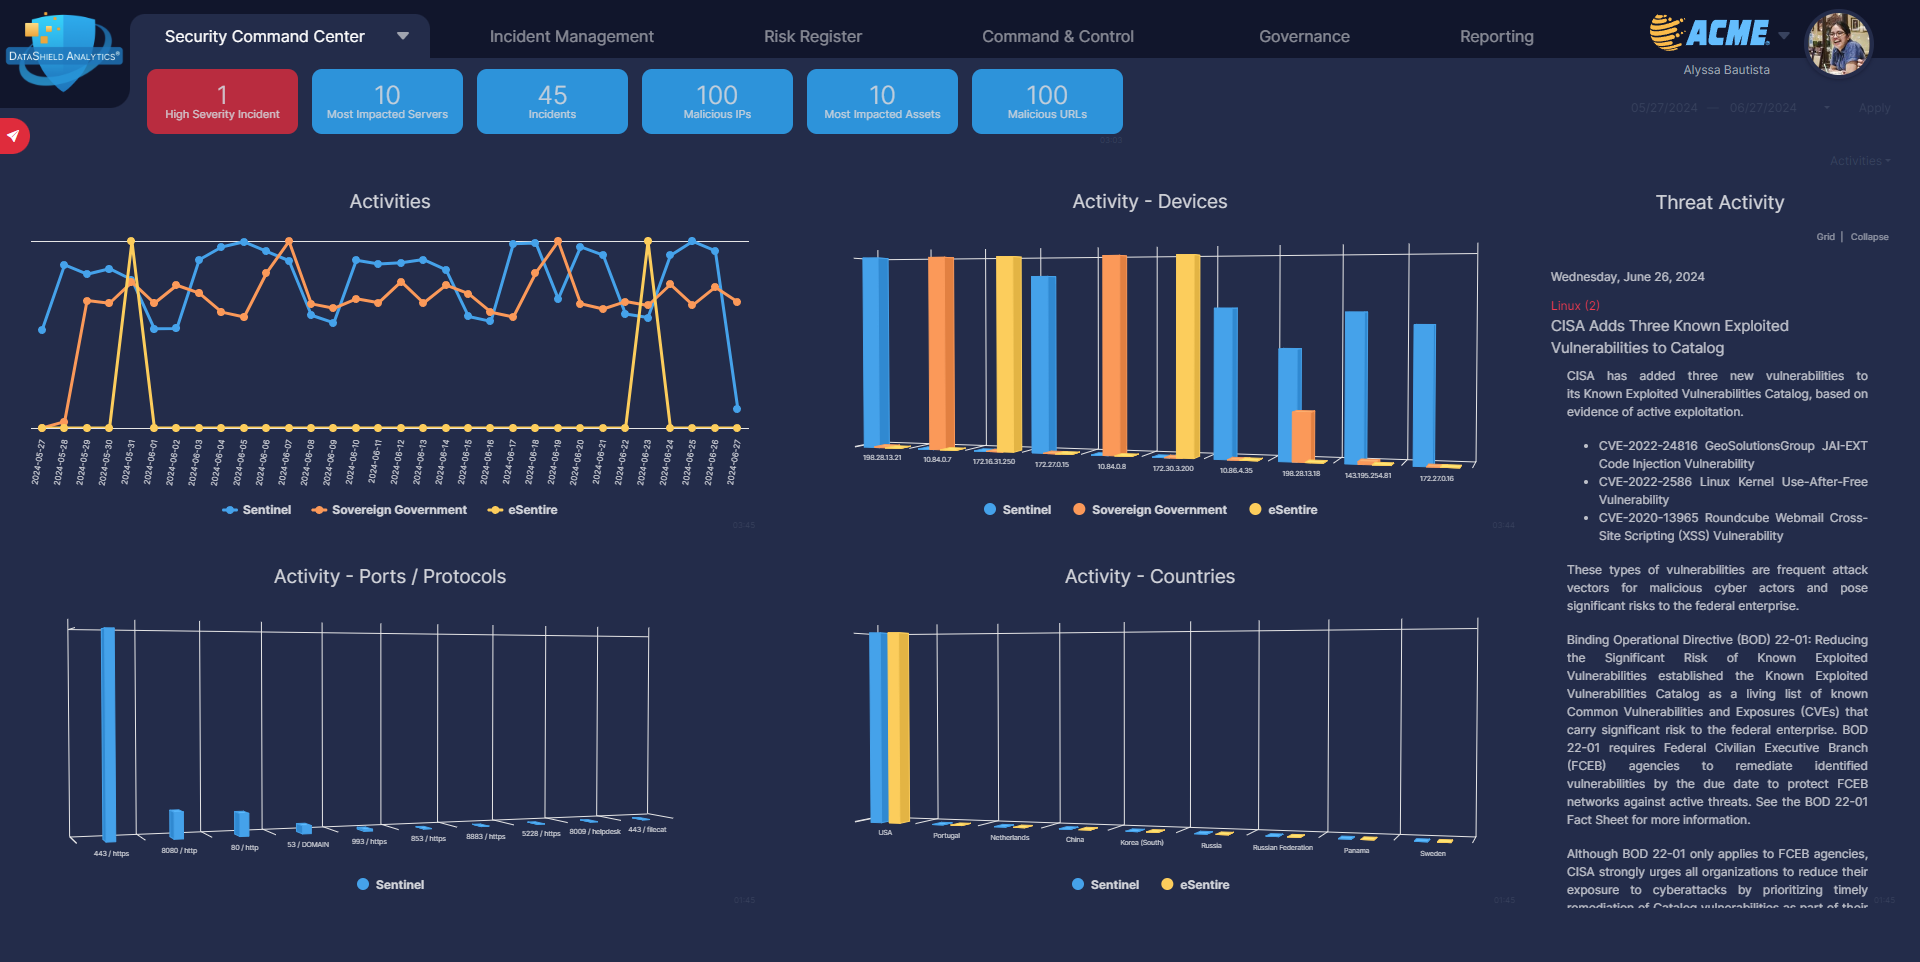 DATASHIELD ANALYTICS®
Security Command Center
Incident Management
Risk Register
Command & Control
Governance
Reporting
ACME
Alyssa Bautista
1
High Severity Incident
10
Most Impacted Servers
45
Incidents
100
Malicious IPs
10
Most Impacted Assets
100
Malicious URLs
05/27/2024 — 06/27/2024
Apply
Activities
Activities
2024-05-27
2024-05-28
2024-05-29
2024-05-30
2024-05-31
2024-06-01
2024-06-02
2024-06-03
2024-06-04
2024-06-05
2024-06-06
2024-06-07
2024-06-08
2024-06-09
2024-06-10
2024-06-11
2024-06-12
2024-06-13
2024-06-14
2024-06-15
2024-06-16
2024-06-17
2024-06-18
2024-06-19
2024-06-20
2024-06-21
2024-06-22
2024-06-23
2024-06-24
2024-06-25
2024-06-26
2024-06-27
Sentinel
Sovereign Government
eSentire
03:45
Activity - Devices
198.28.13.21
10.84.0.7
172.16.31.250
172.27.0.15
10.84.0.8
172.30.3.200
10.86.4.35
198.28.13.18
143.195.254.81
172.27.0.16
Sentinel
Sovereign Government
eSentire
03:44
Activity - Ports / Protocols
443 / https
8080 / http
80 / http
53 / DOMAIN
993 / https
853 / https
8883 / https
5228 / https
8009 / helpdesk
443 / filecat
Sentinel
01:45
Activity - Countries
USA
Portugal
Netherlands
China
Korea (South)
Russia
Russian Federation
Panama
Sweden
Sentinel
eSentire
01:45
Threat Activity
Grid | Collapse
Wednesday, June 26, 2024
Linux (2)
CISA Adds Three Known Exploited
Vulnerabilities to Catalog
CISA has added three new vulnerabilities to
its Known Exploited Vulnerabilities Catalog, based on
evidence of active exploitation.
• CVE-2022-24816 GeoSolutionsGroup JAI-EXT
Code Injection Vulnerability
• CVE-2022-2586 Linux Kernel Use-After-Free
Vulnerability
• CVE-2020-13965 Roundcube Webmail Cross-
Site Scripting (XSS) Vulnerability
These types of vulnerabilities are frequent attack
vectors for malicious cyber actors and pose
significant risks to the federal enterprise.
Binding Operational Directive (BOD) 22-01: Reducing
the Significant Risk of Known Exploited
Vulnerabilities established the Known Exploited
Vulnerabilities Catalog as a living list of known
Common Vulnerabilities and Exposures (CVEs) that
carry significant risk to the federal enterprise. BOD
22-01 requires Federal Civilian Executive Branch
(FCEB) agencies to remediate identified
vulnerabilities by the due date to protect FCEB
networks against active threats. See the BOD 22-01
Fact Sheet for more information.
Although BOD 22-01 only applies to FCEB agencies,
CISA strongly urges all organizations to reduce their
exposure to cyberattacks by prioritizing timely
remediation of Catalog vulnerabilities as part of their
01:45